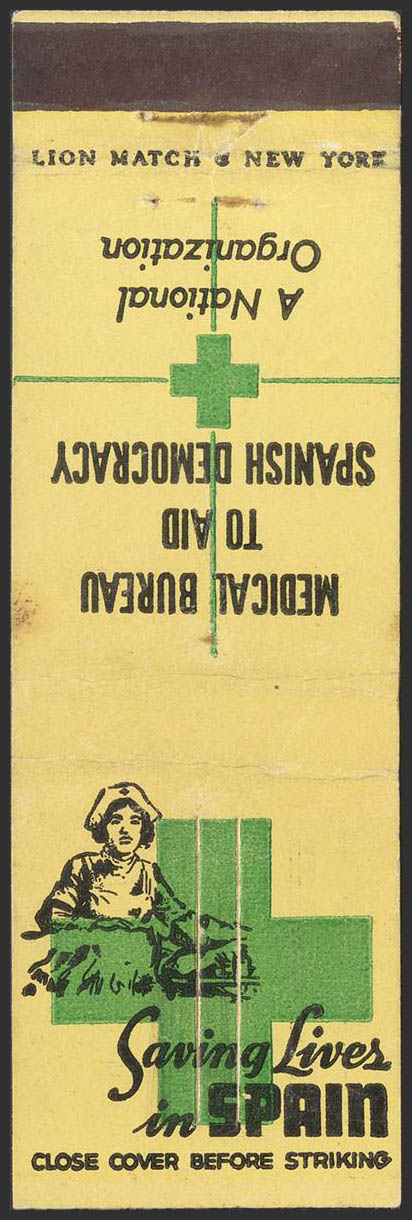 LION MATCH @ NEW YORK
MEDICAL BUREAU
TO AID
SPANISH DEMOCRACY
A National
Organization
Saving Lives
in SPAIN
CLOSE COVER BEFORE STRIKING